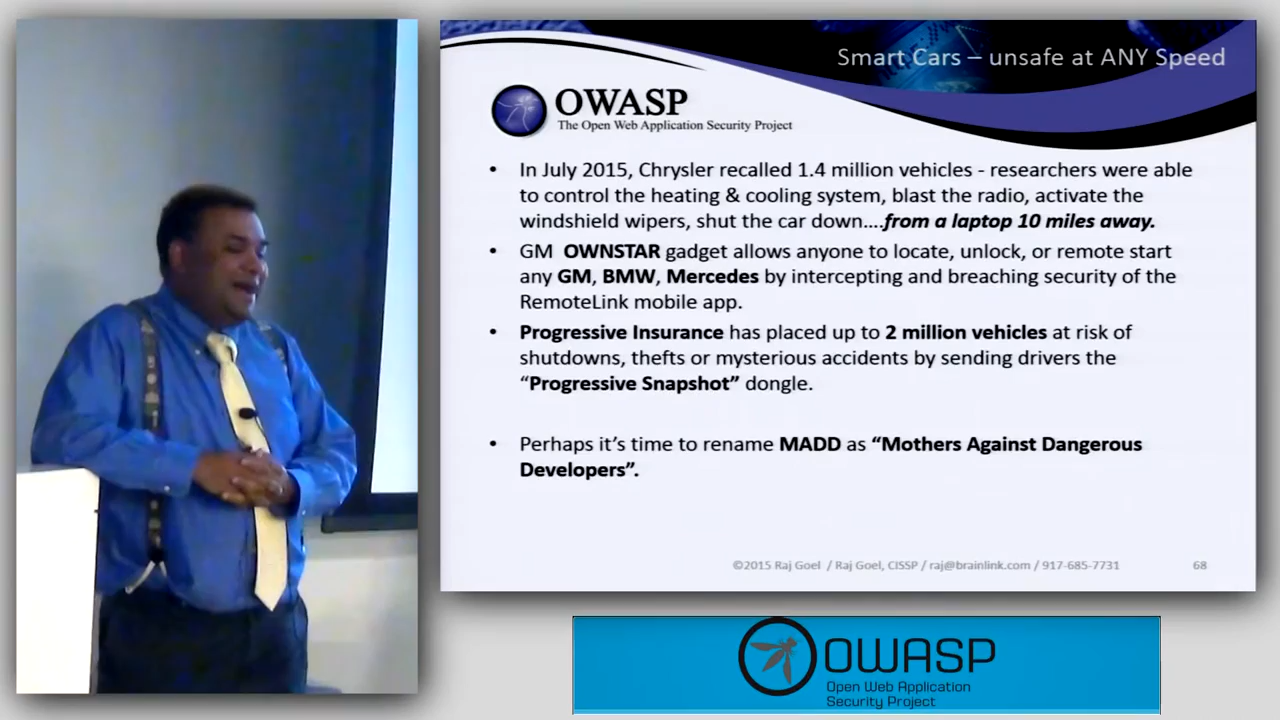 Smart Cars – unsafe at ANY Speed
OWASP
The Open Web Application Security Project
• In July 2015, Chrysler recalled 1.4 million vehicles - researchers were able
to control the heating & cooling system, blast the radio, activate the
windshield wipers, shut the car down....from a laptop 10 miles away.
• GM  OWNSTAR gadget allows anyone to locate, unlock, or remote start
any GM, BMW, Mercedes by intercepting and breaching security of the
RemoteLink mobile app.
• Progressive Insurance has placed up to 2 million vehicles at risk of
shutdowns, thefts or mysterious accidents by sending drivers the
“Progressive Snapshot” dongle.
• Perhaps it’s time to rename MADD as “Mothers Against Dangerous
Developers”.
©2015 Raj Goel / Raj Goel, CISSP / raj@brainlink.com / 917-685-7731
68
OWASP
Open Web Application
Security Project